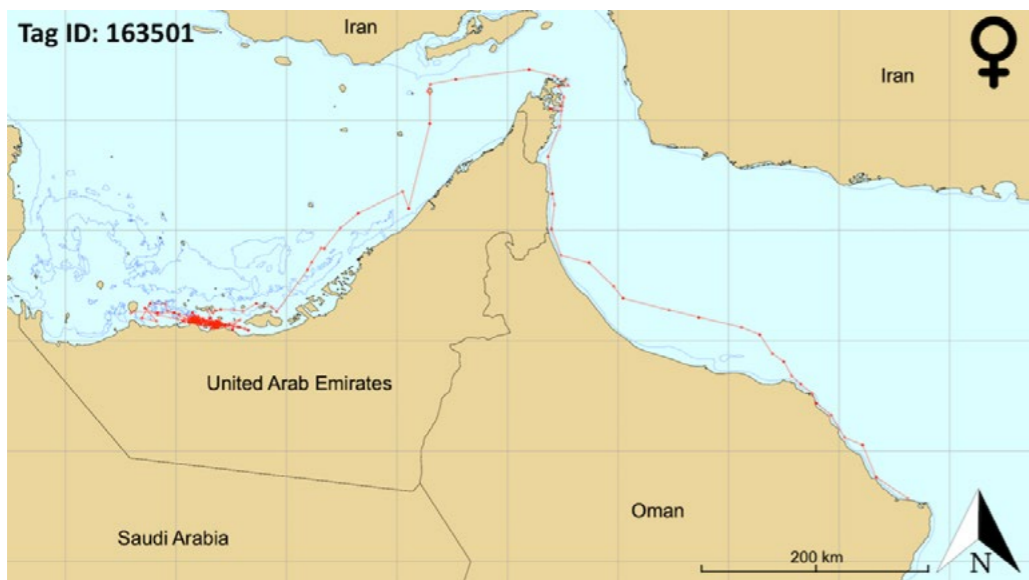 Tag ID: 163501
Iran
Iran
United Arab Emirates
Oman
Saudi Arabia
200 km
N